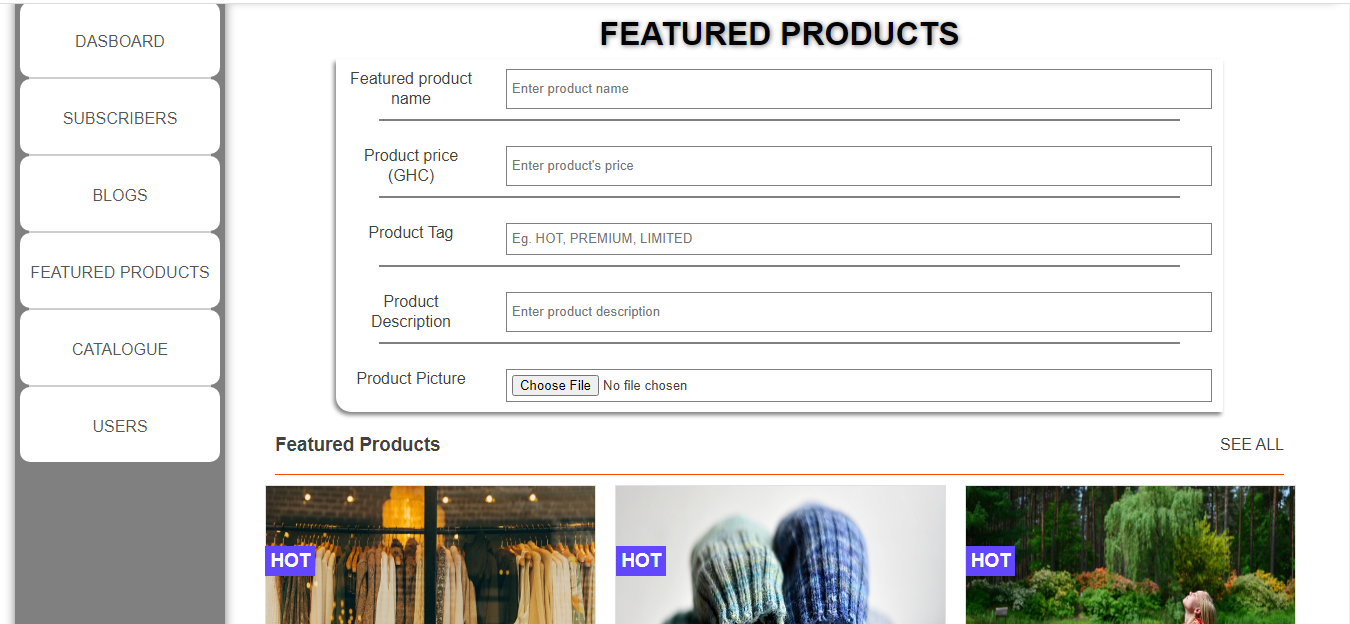 DASBOARD
SUBSCRIBERS
BLOGS
FEATURED PRODUCTS
CATALOGUE
USERS
FEATURED PRODUCTS
Featured product
name
Enter product name
Product price
(GHC)
Enter product's price
Product Tag
Eg. HOT, PREMIUM, LIMITED
Product
Description
Enter product description
Product Picture
Choose File No file chosen
Featured Products
SEE ALL
HOT
HOT
HOT